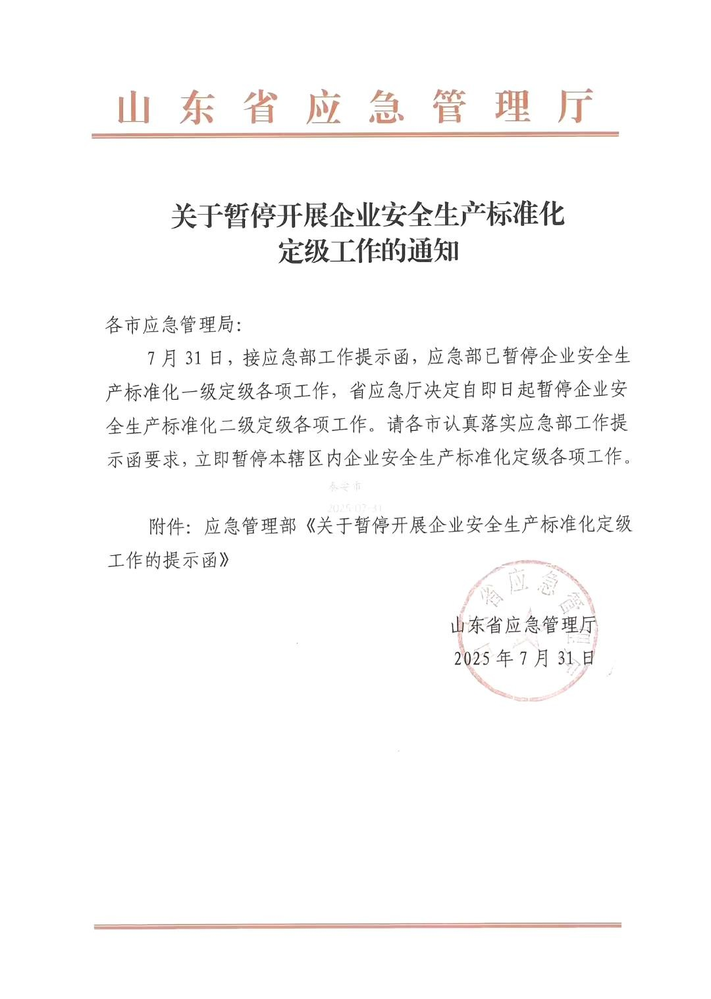 山东省应急管理厅
关于暂停开展企业安全生产标准化
定级工作的通知
各市应急管理局：
7月31日，接应急部工作提示函，应急部已暂停企业安全生
产标准化一级定级各项工作，省应急厅决定自即日起暂停企业安
全生产标准化二级定级各项工作。请各市认真落实应急部工作提
示函要求，立即暂停本辖区内企业安全生产标准化定级各项工作。
泰安市
2025-07-31
附件：应急管理部《关于暂停开展企业安全生产标准化定级
工作的提示函》
山东省应急管理厅
山东省应急管理厅
2025年7月31日